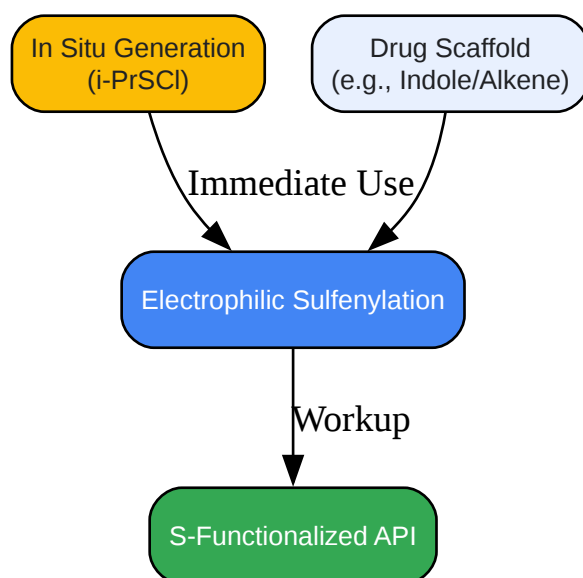 In Situ Generation
(i-PrSCl)
Drug Scaffold
(e.g., Indole/Alkene)
Immediate Use
Electrophilic Sulfenylation
Workup
S-Functionalized API